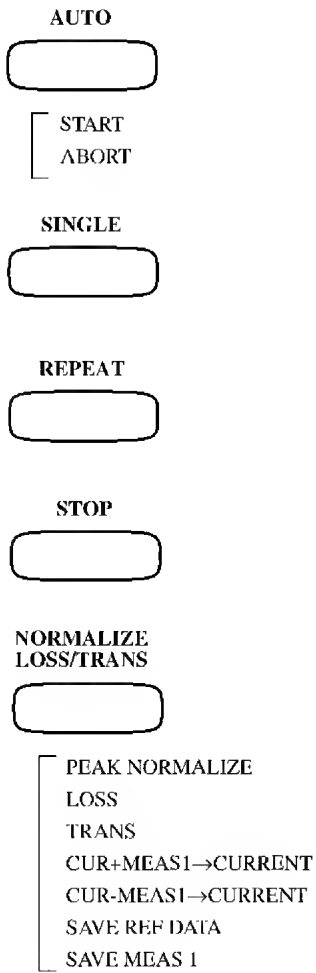 AUTO
START
ABORT
SINGLE
REPEAT
STOP
NORMALIZE
LOSS/TRANS
PEAK NORMALIZE
LOSS
TRANS
CUR+MEAS1→CURRENT
CUR-MEAS1→CURRENT
SAVE REF DATA
SAVE MEAS 1